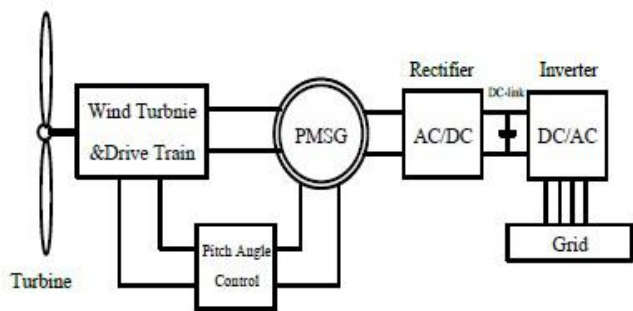 Rectifier
Inverter
DC-link
Wind Turbnie
&Drive Train
PMSG
AC/DC
DC/AC
Pitch Angle
Control
Grid
Turbine